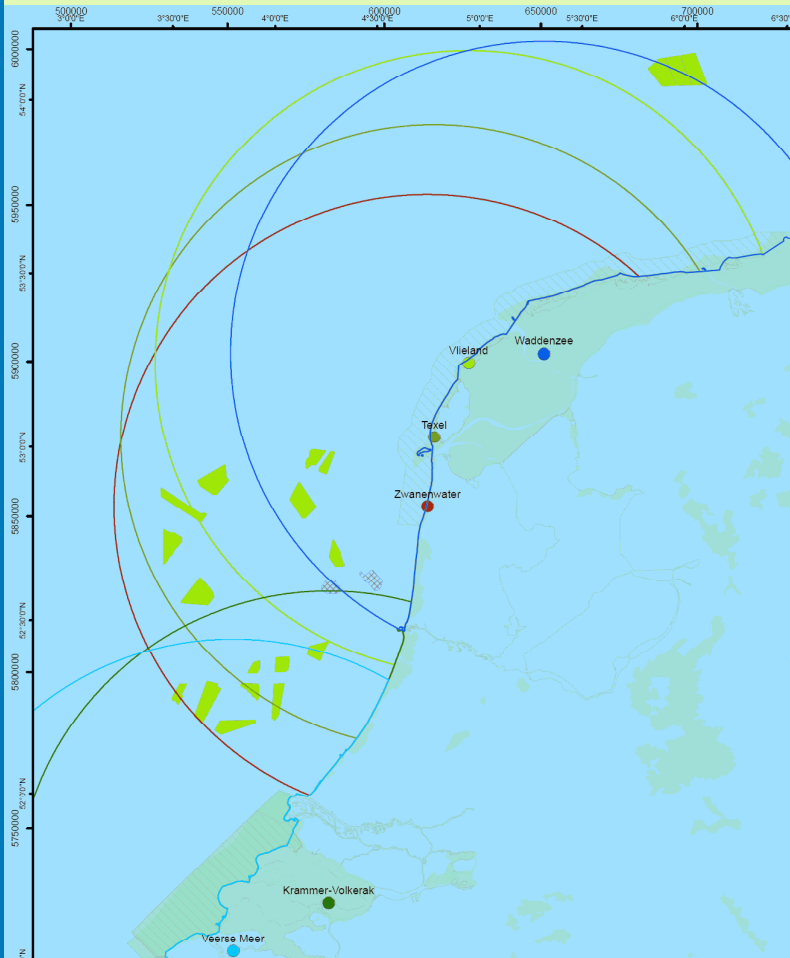 500000 550000 600000 650000 700000
3°0'0"E 3°30'0"E 4°0'0"E 4°30'0"E 5°0'0"E 5°30'0"E 6°0'0"E
6000000
54°0'0"N
5950000
53°30'0"N
Waddenzee
Vlieland
5900000
Texel
53°0'0"N
Zwanenwater
5850000
52°30'0"N
5800000
52°0'0"N
5750000
Krammer-Volkerak
Veerse Meer